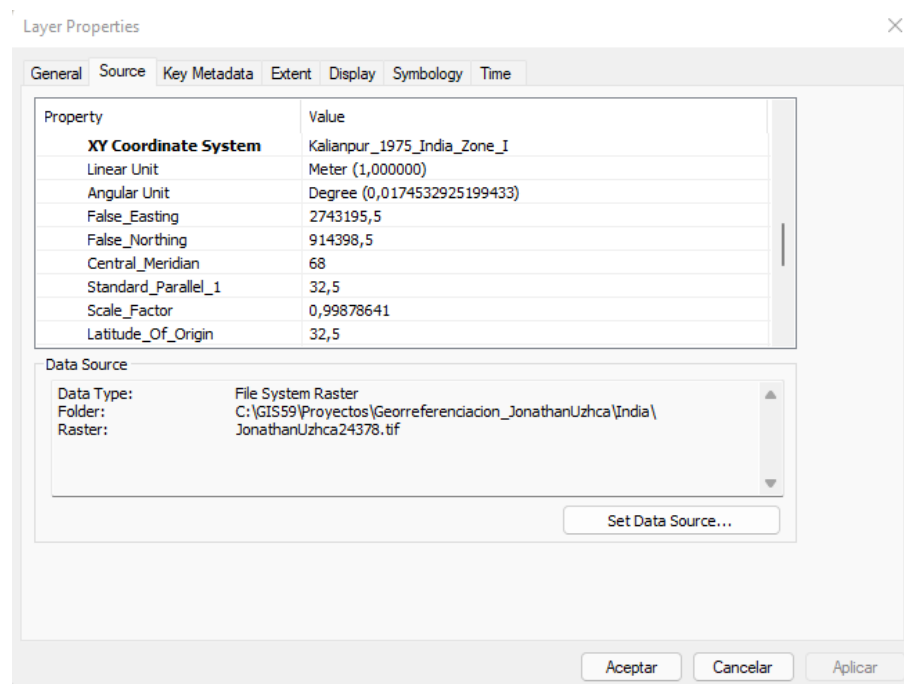 Layer Properties
General Source Key Metadata Extent Display Symbology Time
Property Value
XY Coordinate System Kalianpur_1975_India_Zone_I
Linear Unit Meter (1,000000)
Angular Unit Degree (0,0174532925199433)
False_Easting 2743195,5
False_Northing 914398,5
Central_Meridian 68
Standard_Parallel_1 32,5
Scale_Factor 0,99878641
Latitude_Of_Origin 32,5
Data Source
Data Type: File System Raster
Folder: C:\GIS59\Proyectos\Georreferenciacion_JonathanUzhca\India\
Raster: JonathanUzhca24378.tif
Set Data Source...
Aceptar Cancelar Aplicar